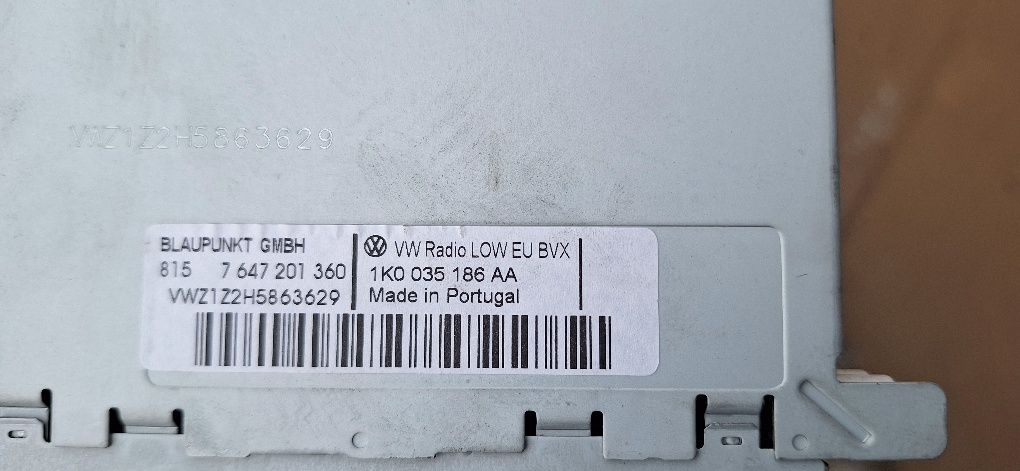 VWZ1Z2H5863629
BLAUPUNKT GMBH
815 7 647 201 360
VWZ1Z2H5863629
VW Radio LOW EU BVX
1K0 035 186 AA
Made in Portugal